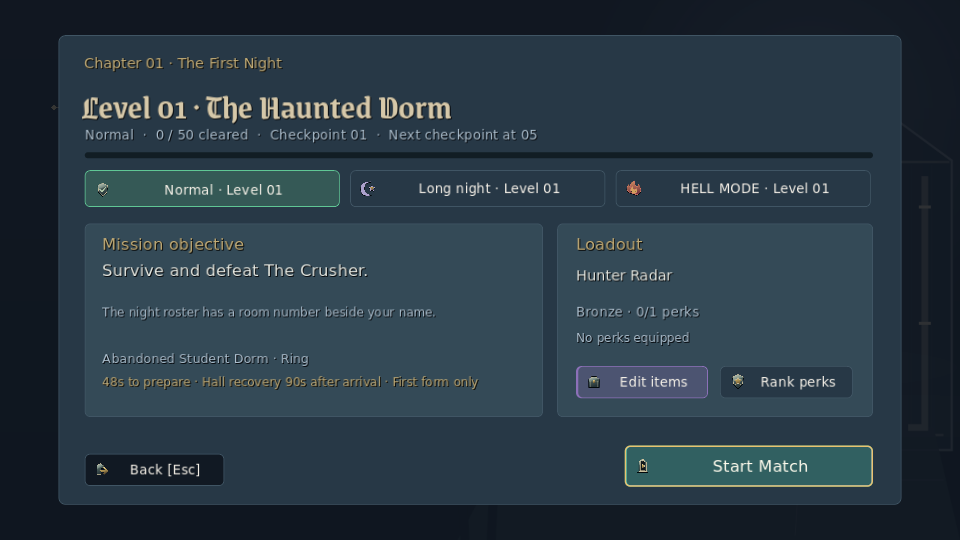 Chapter 01 · The First Night
Level 01 · The Haunted Dorm
Normal · 0 / 50 cleared · Checkpoint 01 · Next checkpoint at 05
Normal · Level 01
Long night · Level 01
HELL MODE · Level 01
Mission objective
Survive and defeat The Crusher.
The night roster has a room number beside your name.
Abandoned Student Dorm · Ring
48s to prepare · Hall recovery 90s after arrival · First form only
Loadout
Hunter Radar
Bronze · 0/1 perks
No perks equipped
Edit items
Rank perks
Back [Esc]
Start Match